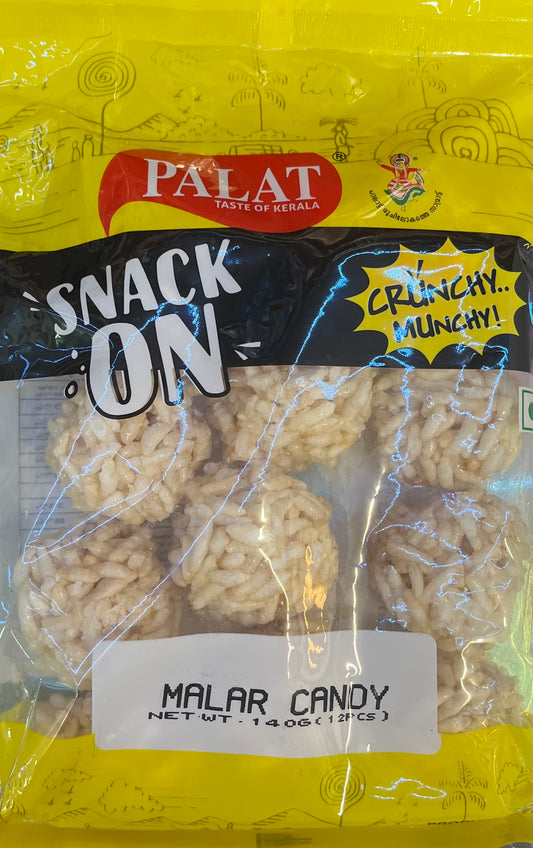 PALAT
®
TASTE OF KERALA
SNACK
ON
CRUNCHY..
MUNCHY!
MALAR CANDY
NET WT - 140G (12PCS)